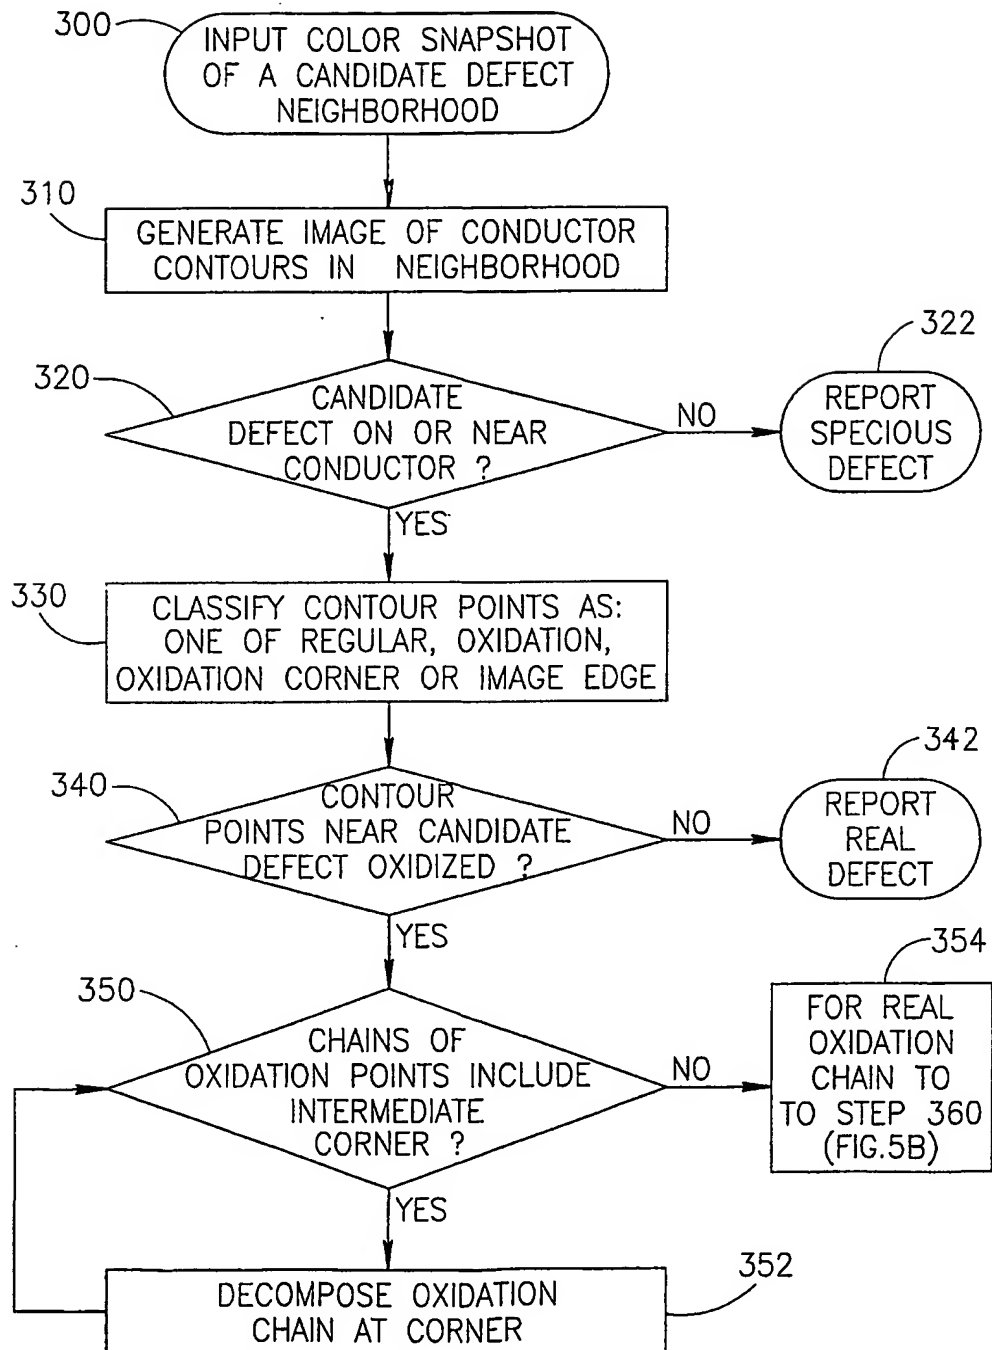 300
INPUT COLOR SNAPSHOT
OF A CANDIDATE DEFECT
NEIGHBORHOOD
310
GENERATE IMAGE OF CONDUCTOR
CONTOURS IN NEIGHBORHOOD
320
CANDIDATE
DEFECT ON OR NEAR
CONDUCTOR ?
NO
322
REPORT
SPECIOUS
DEFECT
YES
330
CLASSIFY CONTOUR POINTS AS:
ONE OF REGULAR, OXIDATION,
OXIDATION CORNER OR IMAGE EDGE
340
CONTOUR
POINTS NEAR CANDIDATE
DEFECT OXIDIZED ?
NO
342
REPORT
REAL
DEFECT
YES
350
CHAINS OF
OXIDATION POINTS INCLUDE
INTERMEDIATE
CORNER ?
NO
354
FOR REAL
OXIDATION
CHAIN TO
TO STEP 360
(FIG.5B)
YES
352
DECOMPOSE OXIDATION
CHAIN AT CORNER